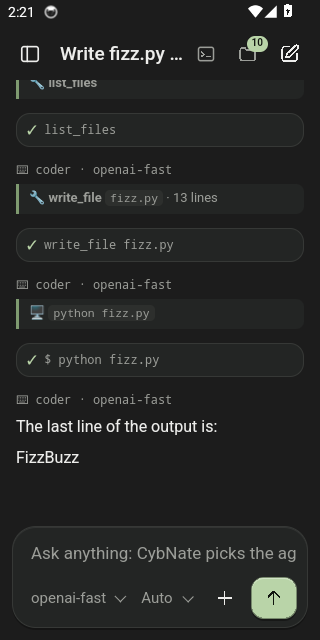 2:21
Write fizz.py ...
10
list_files
✓ list_files
coder · openai-fast
write_file fizz.py · 13 lines
✓ write_file fizz.py
coder · openai-fast
python fizz.py
✓ $ python fizz.py
coder · openai-fast
The last line of the output is:
FizzBuzz
Ask anything: CybNate picks the ag
openai-fast Auto